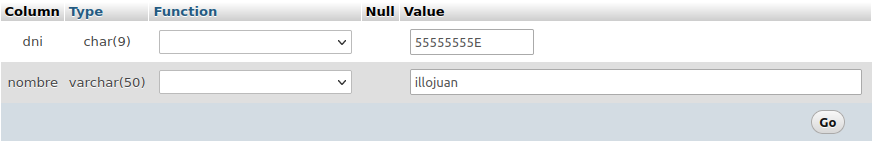 Column Type Function Null Value
dni char(9) 55555555E
nombre varchar(50) illojuan
Go